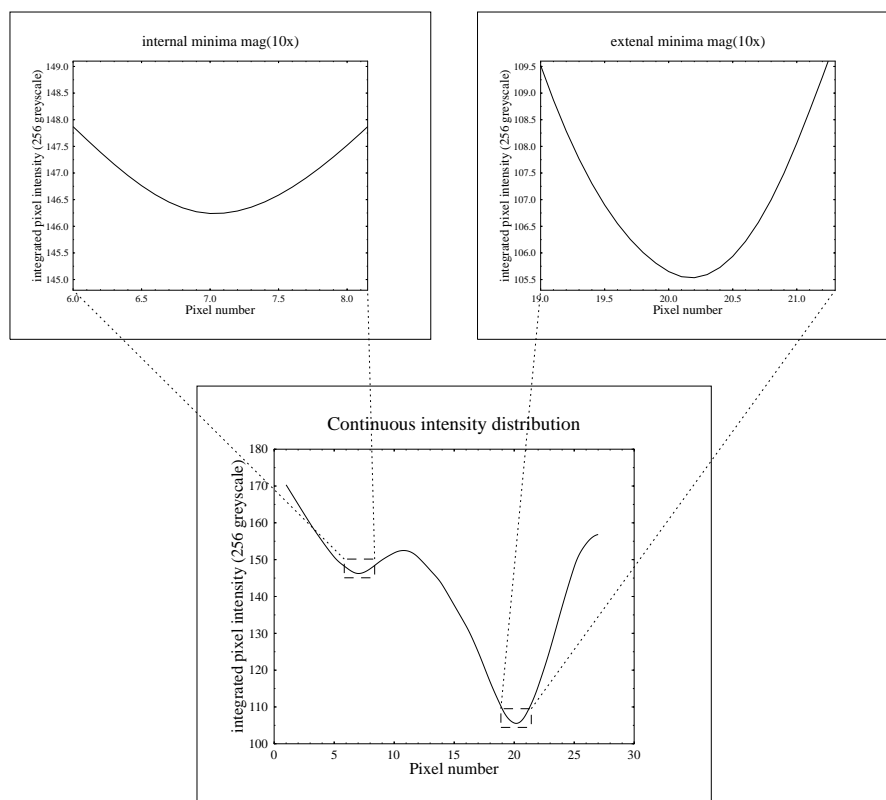 internal minima mag(10x)
integrated pixel intensity (256 greyscale)
149.0
148.5
148.0
147.5
147.0
146.5
146.0
145.5
145.0
6.0 6.5 7.0 7.5 8.0
Pixel number
extenal minima mag(10x)
integrated pixel intensity (256 greyscale)
109.5
109.0
108.5
108.0
107.5
107.0
106.5
106.0
105.5
19.0 19.5 20.0 20.5 21.0
Pixel number
Continuous intensity distribution
integrated pixel intensity (256 greyscale)
180
170
160
150
140
130
120
110
100
0 5 10 15 20 25 30
Pixel number